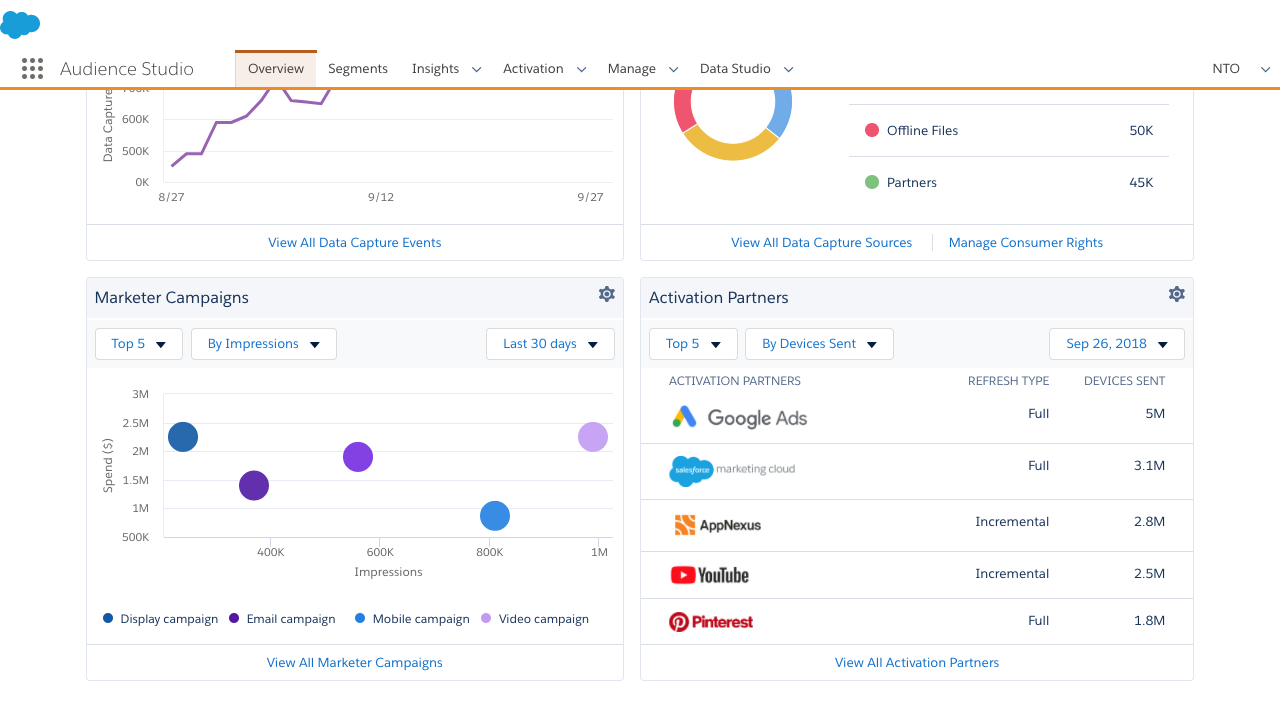 Audience Studio
Overview
Segments
Insights
Activation
Manage
Data Studio
NTO
Data Capture
600K
500K
0K
8/27
9/12
9/27
View All Data Capture Events
Offline Files
50K
Partners
45K
View All Data Capture Sources
Manage Consumer Rights
Marketer Campaigns
Top 5
By Impressions
Last 30 days
Spend ($)
3M
2.5M
2M
1.5M
1M
500K
400K
600K
800K
1M
Impressions
Display campaign
Email campaign
Mobile campaign
Video campaign
View All Marketer Campaigns
Activation Partners
Top 5
By Devices Sent
Sep 26, 2018
ACTIVATION PARTNERS
REFRESH TYPE
DEVICES SENT
Google Ads
Full
5M
salesforce marketing cloud
Full
3.1M
AppNexus
Incremental
2.8M
YouTube
Incremental
2.5M
Pinterest
Full
1.8M
View All Activation Partners